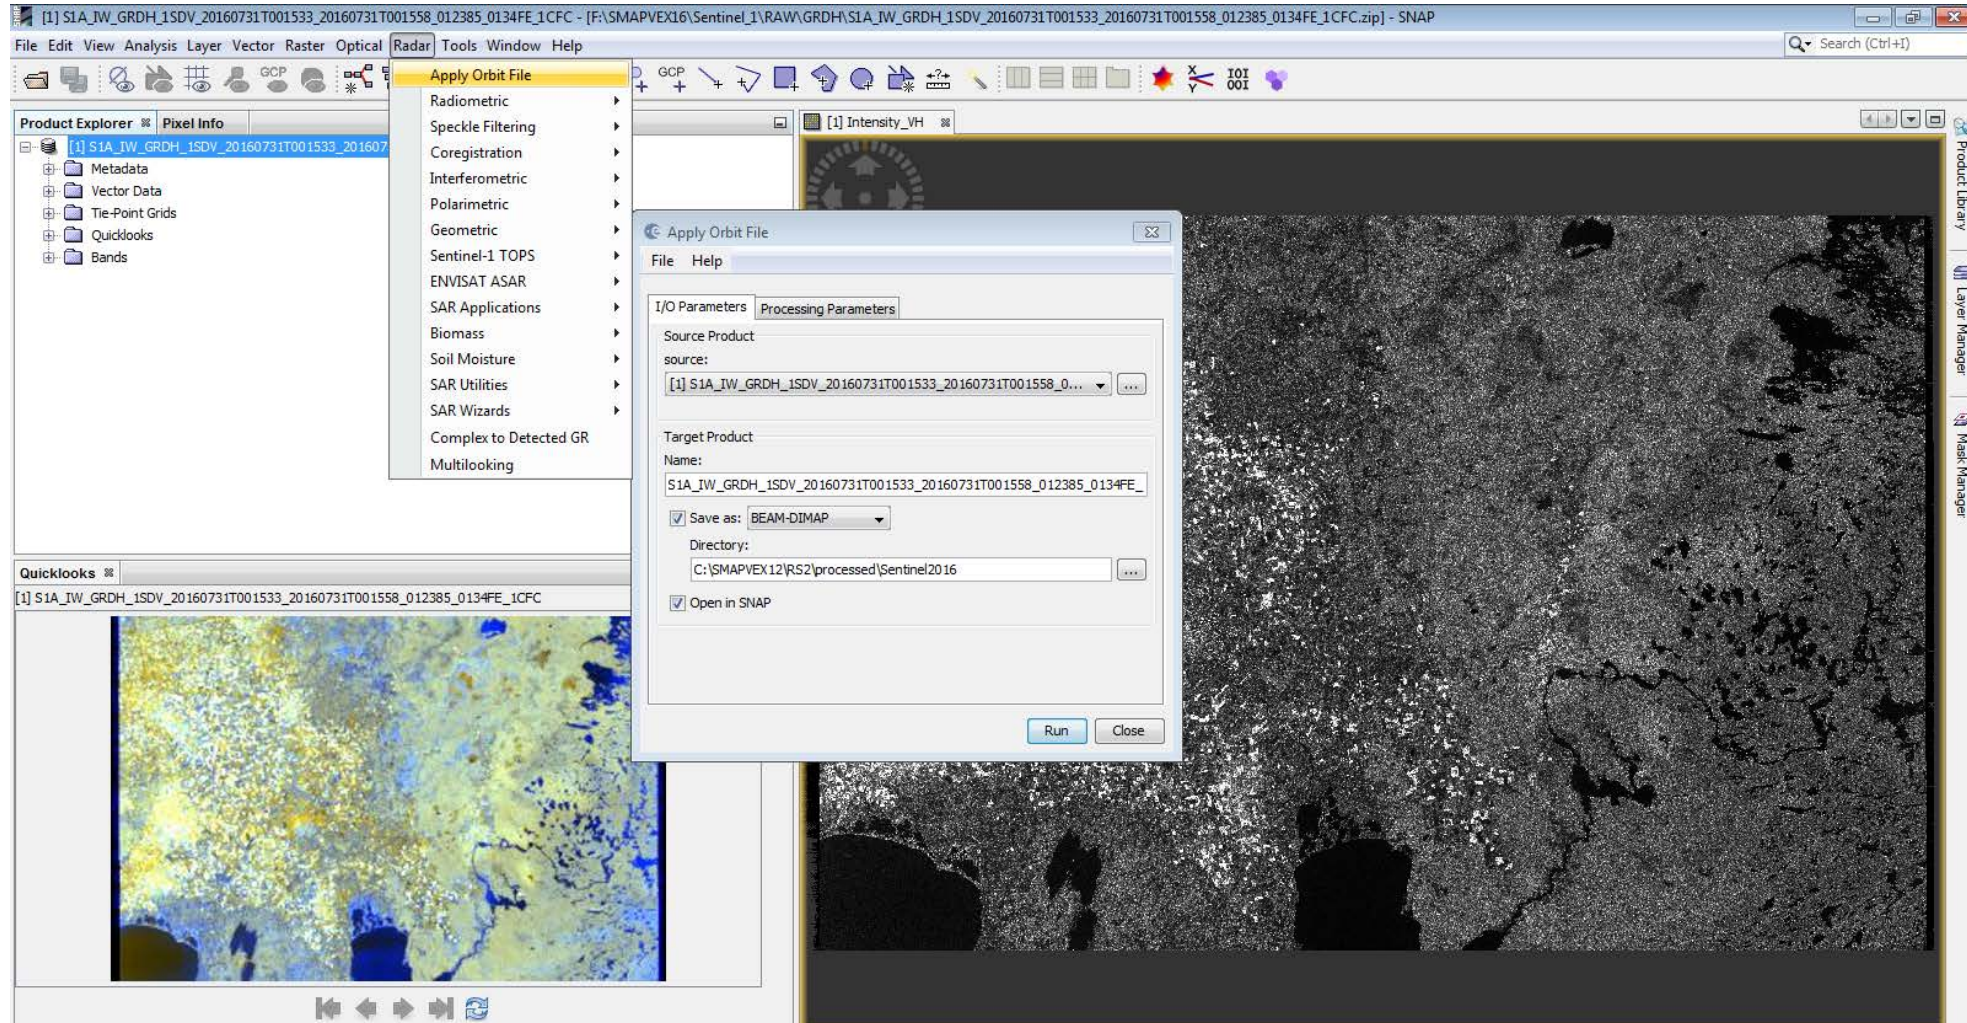 [1] S1A_IW_GRDH_1SDV_20160731T001533_20160731T001558_012385_0134FE_1CFC - [F:\SMAPVEX16\Sentinel_1\RAW\GRDH\S1A_IW_GRDH_1SDV_20160731T001533_20160731T001558_012385_0134FE_1CFC.zip] - SNAP
File Edit View Analysis Layer Vector Raster Optical Radar Tools Window Help
Search (Ctrl+I)
GCP
GCP
Apply Orbit File
Radiometric
Speckle Filtering
Coregistration
Interferometric
Polarimetric
Geometric
Sentinel-1 TOPS
ENVISAT ASAR
SAR Applications
Biomass
Soil Moisture
SAR Utilities
SAR Wizards
Complex to Detected GR
Multilooking
Product Explorer Pixel Info
[1] S1A_IW_GRDH_1SDV_20160731T001533_201607
Metadata
Vector Data
Tie-Point Grids
Quicklooks
Bands
[1] Intensity_VH
Apply Orbit File
File Help
I/O Parameters Processing Parameters
Source Product
source:
[1] S1A_IW_GRDH_1SDV_20160731T001533_20160731T001558_0... ...
Target Product
Name:
S1A_IW_GRDH_1SDV_20160731T001533_20160731T001558_012385_0134FE_
Save as: BEAM-DIMAP
Directory:
C:\SMAPVEX12\RS2\processed\Sentinel2016 ...
Open in SNAP
Run Close
Quicklooks
[1] S1A_IW_GRDH_1SDV_20160731T001533_20160731T001558_012385_0134FE_1CFC
Product Library
Layer Manager
Mask Manager